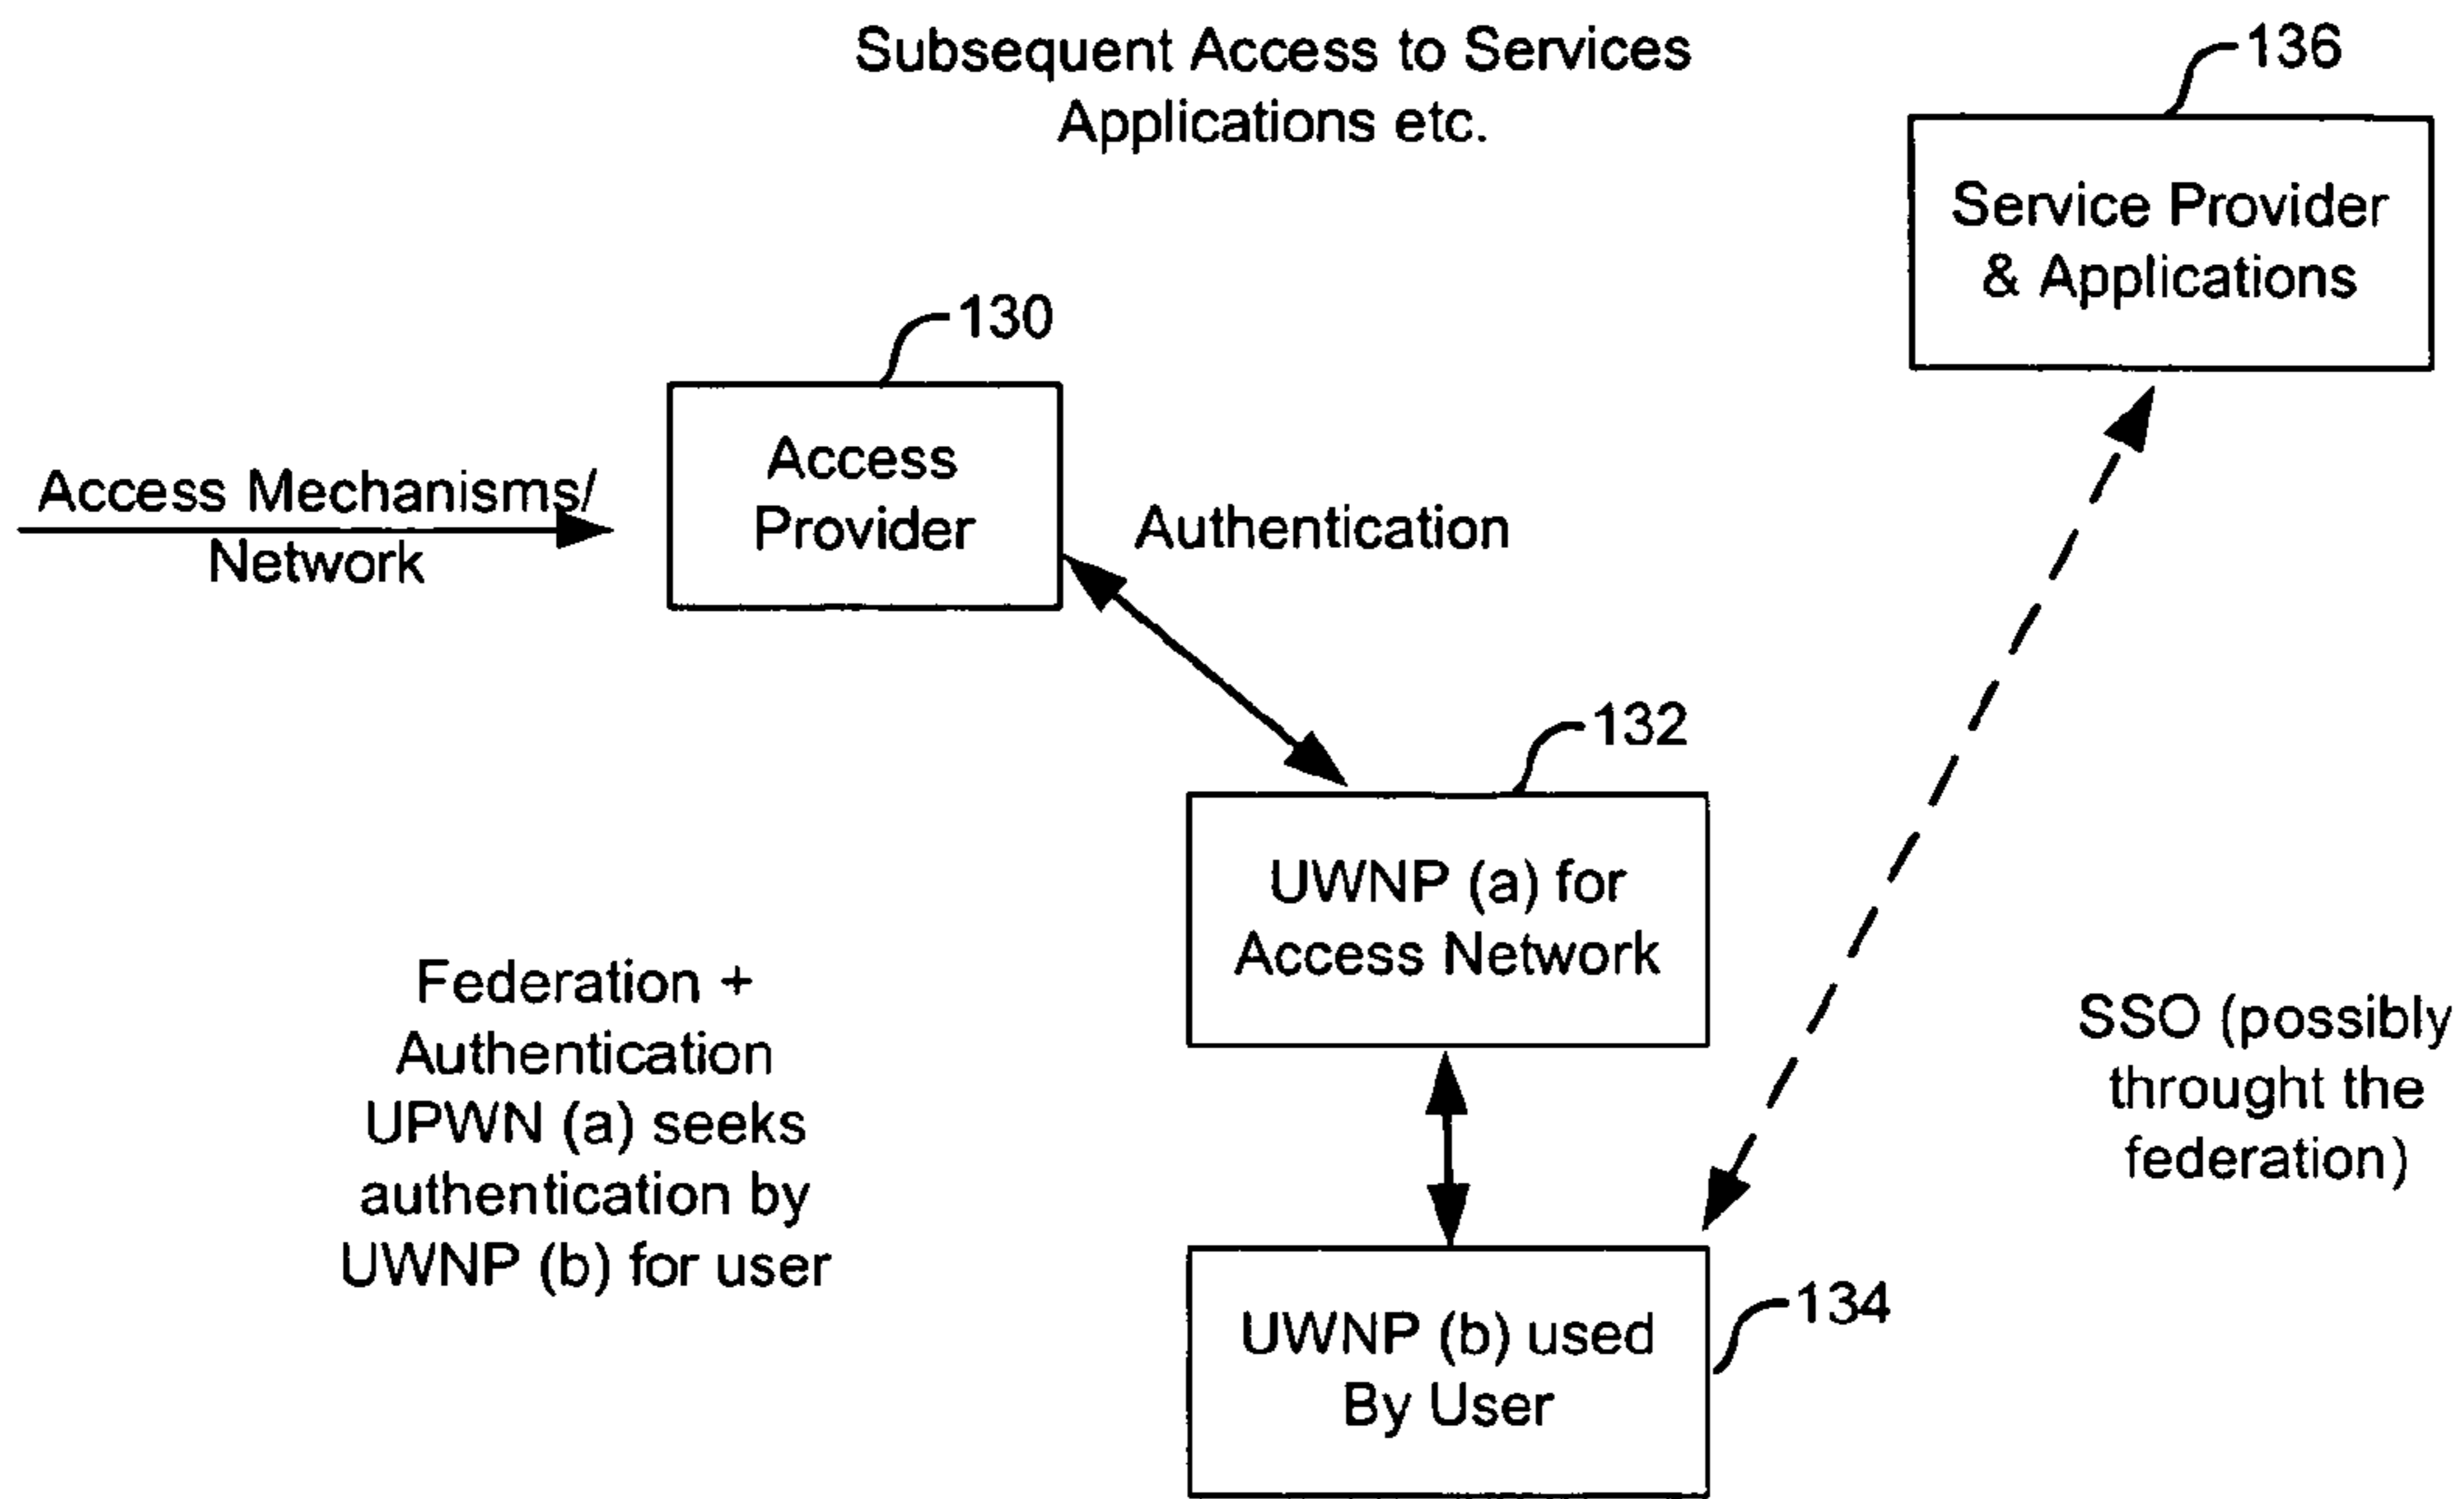 Subsequent Access to Services
Applications etc.
136
Service Provider
& Applications
130
Access
Provider
Access Mechanisms/
Network
Authentication
132
UWNP (a) for
Access Network
Federation +
Authentication
UPWN (a) seeks
authentication by
UWNP (b) for user
SSO (possibly
throught the
federation)
134
UWNP (b) used
By User